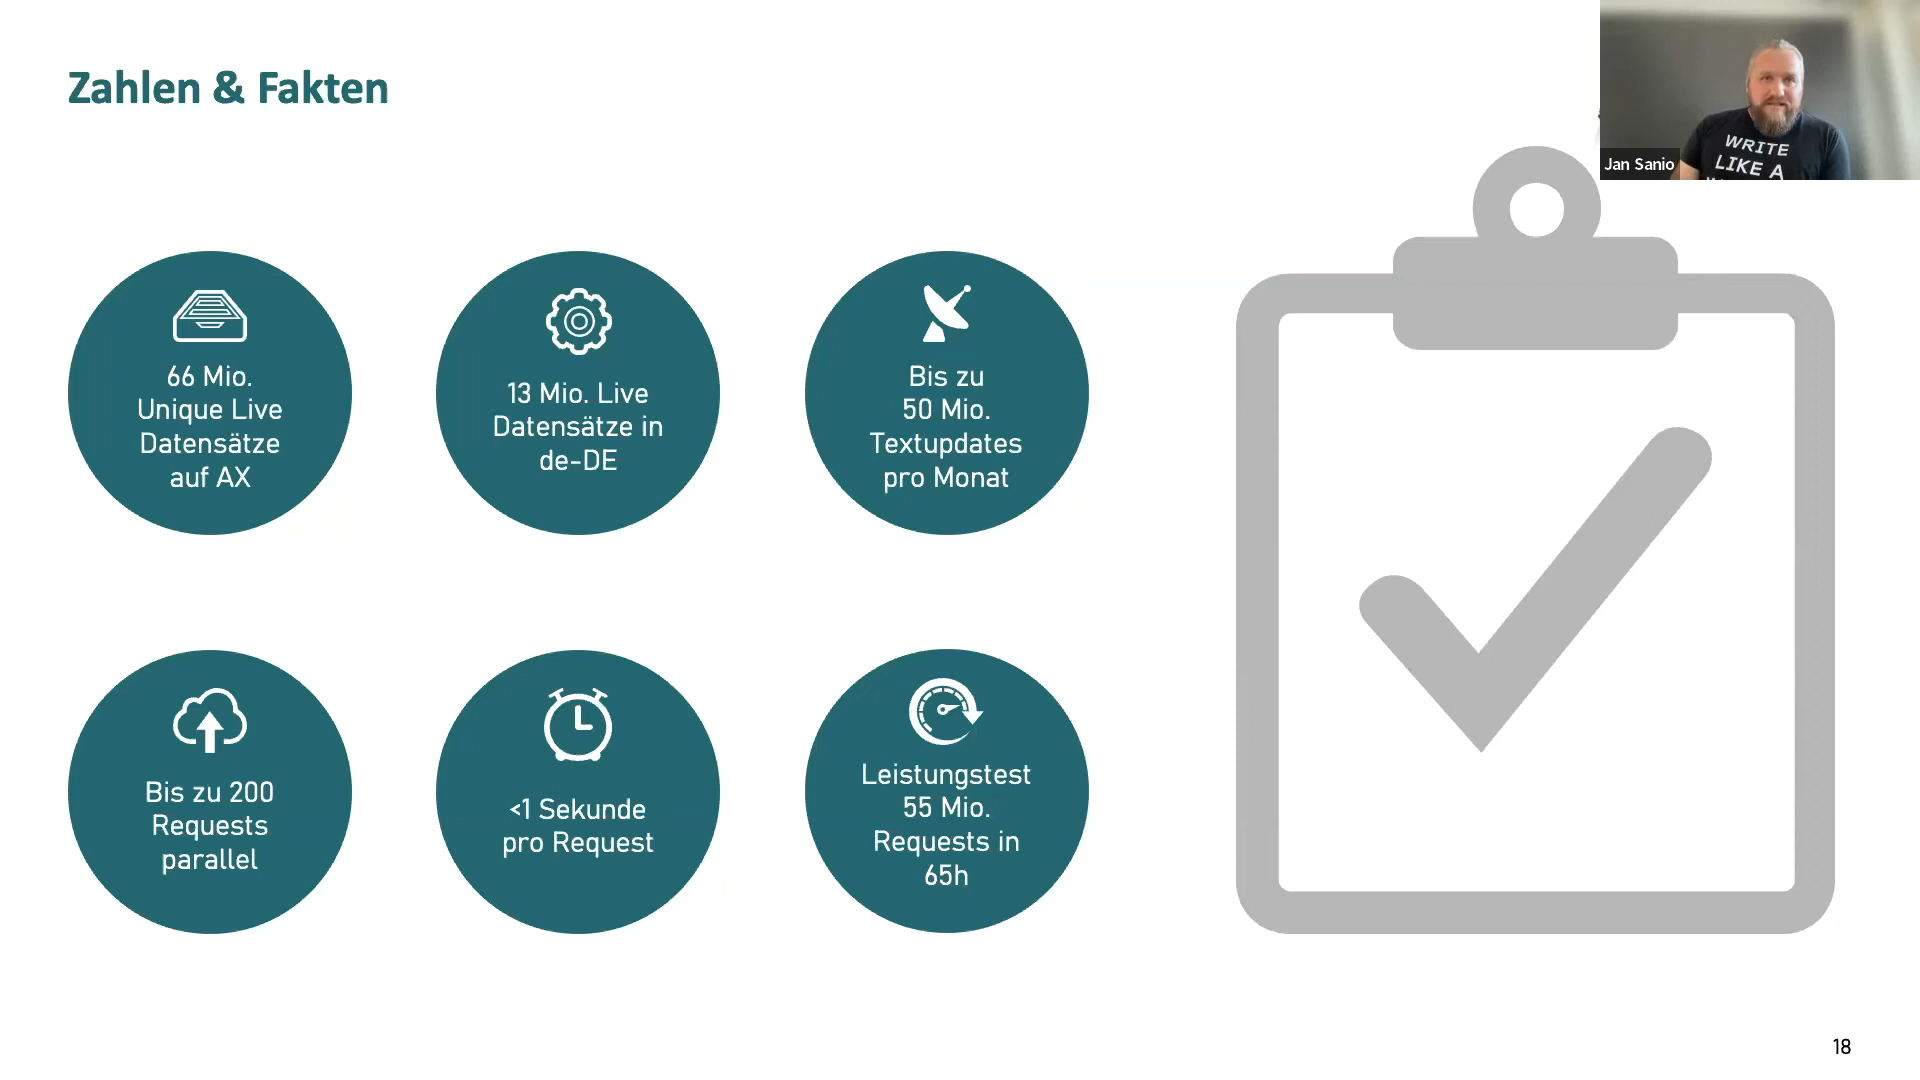 Zahlen & Fakten
WRITE
LIKE A
Jan Sanio
66 Mio.
Unique Live
Datensätze
auf AX
13 Mio. Live
Datensätze in
de-DE
Bis zu
50 Mio.
Textupdates
pro Monat
Bis zu 200
Requests
parallel
<1 Sekunde
pro Request
Leistungstest
55 Mio.
Requests in
65h
18